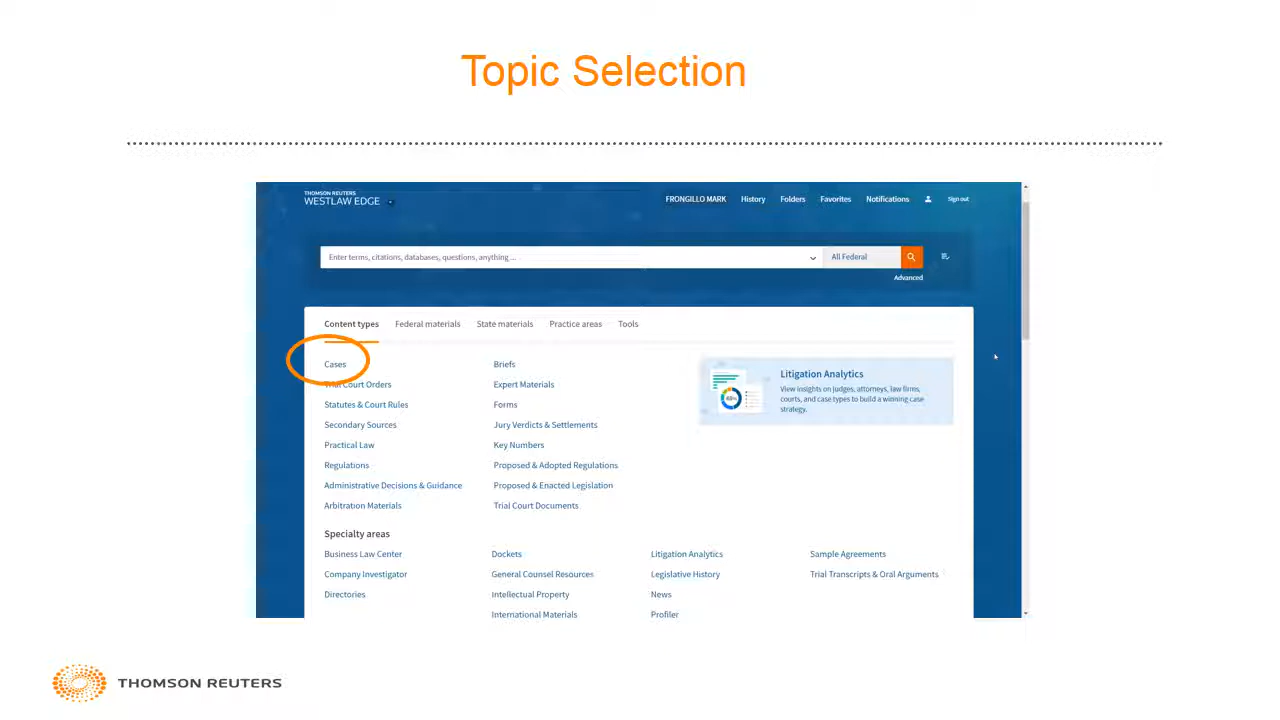 Topic Selection
THOMSON REUTERS
WESTLAW EDGE
FRONGILLO MARK History Folders Favorites Notifications Sign out
Enter terms, citations, databases, questions, anything ... All Federal
Advanced
Content types Federal materials State materials Practice areas Tools
Cases Briefs
Trial Court Orders Expert Materials
Statutes & Court Rules Forms
Secondary Sources Jury Verdicts & Settlements
Practical Law Key Numbers
Regulations Proposed & Adopted Regulations
Administrative Decisions & Guidance Proposed & Enacted Legislation
Arbitration Materials Trial Court Documents
Litigation Analytics
View insights on judges, attorneys, law firms,
courts, and case types to build a winning case
strategy.
Specialty areas
Business Law Center Dockets Litigation Analytics Sample Agreements
Company Investigator General Counsel Resources Legislative History Trial Transcripts & Oral Arguments
Directories Intellectual Property News
International Materials Profiler
THOMSON REUTERS